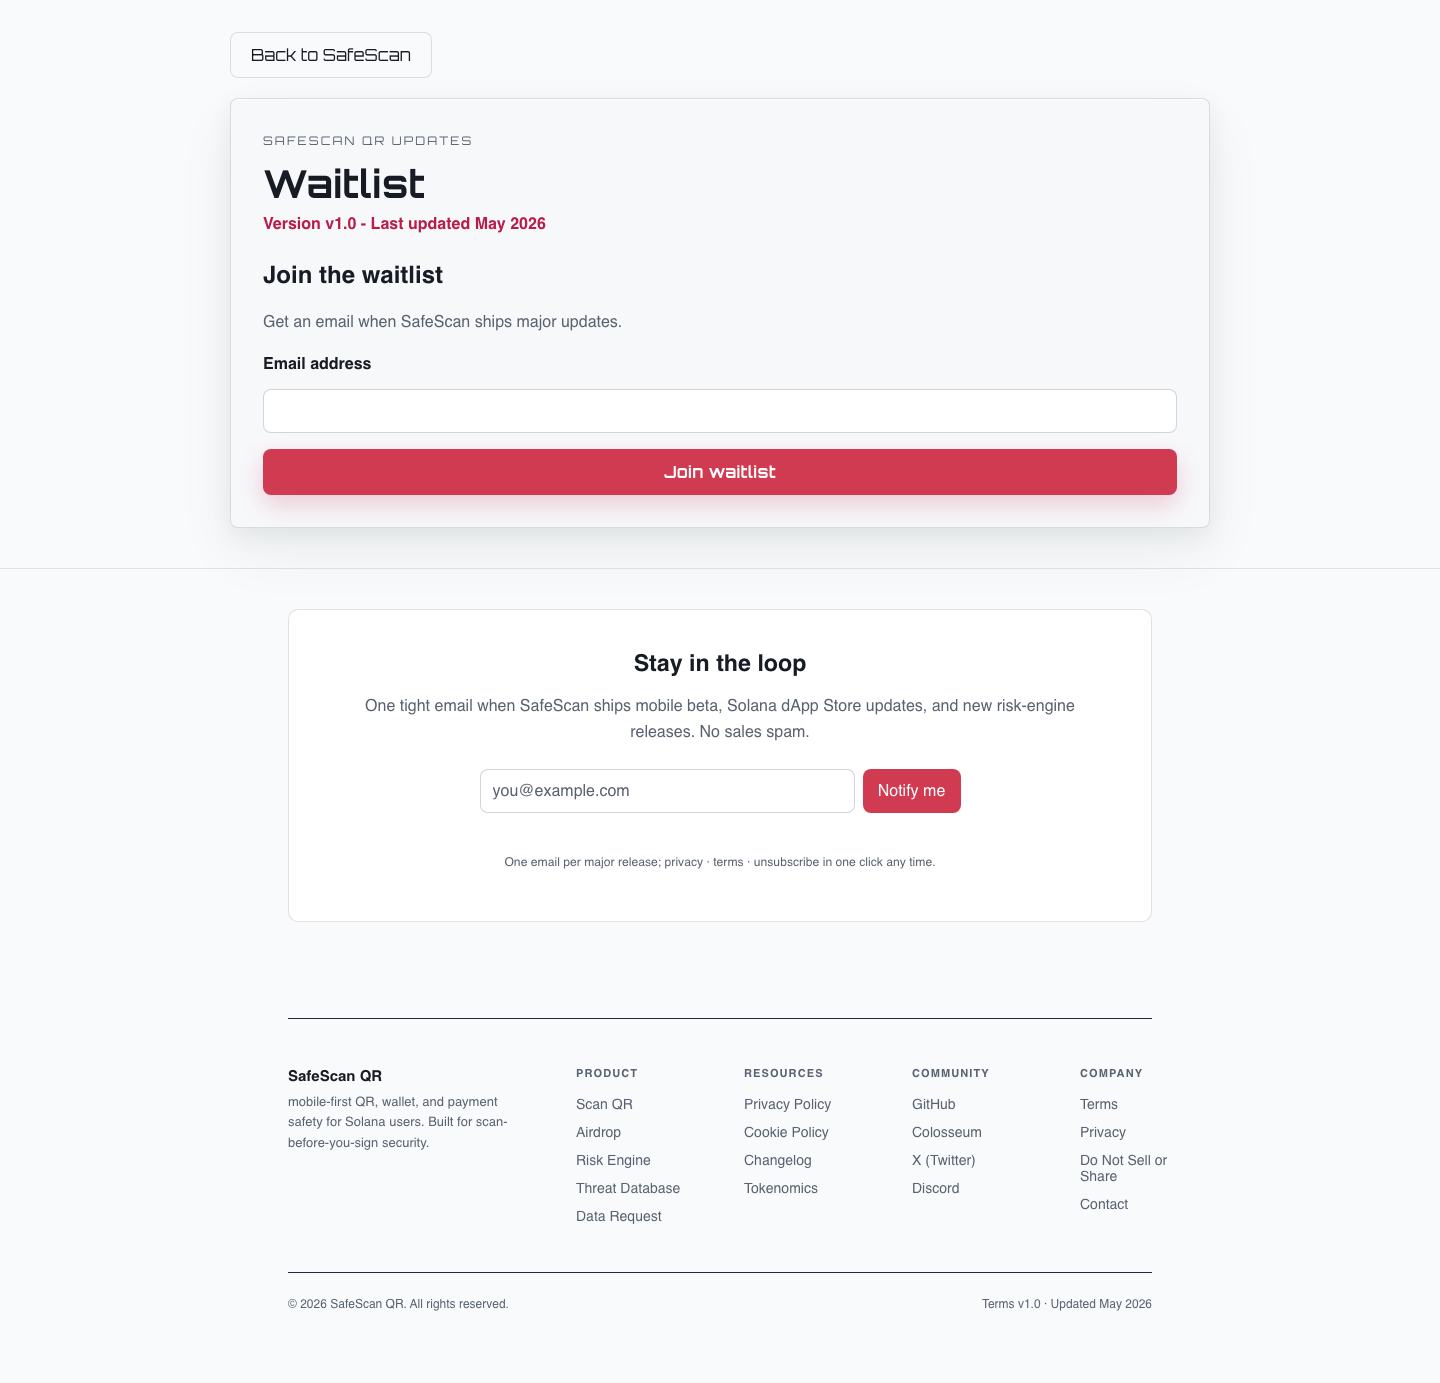 Back to SafeScan
SAFESCAN QR UPDATES
Waitlist
Version v1.0 - Last updated May 2026
Join the waitlist
Get an email when SafeScan ships major updates.
Email address
Join waitlist
Stay in the loop
One tight email when SafeScan ships mobile beta, Solana dApp Store updates, and new risk-engine
releases. No sales spam.
you@example.com
Notify me
One email per major release; privacy · terms · unsubscribe in one click any time.
SafeScan QR
mobile-first QR, wallet, and payment
safety for Solana users. Built for scan-
before-you-sign security.
PRODUCT
Scan QR
Airdrop
Risk Engine
Threat Database
Data Request
RESOURCES
Privacy Policy
Cookie Policy
Changelog
Tokenomics
COMMUNITY
GitHub
Colosseum
X (Twitter)
Discord
COMPANY
Terms
Privacy
Do Not Sell or
Share
Contact
© 2026 SafeScan QR. All rights reserved.
Terms v1.0 · Updated May 2026